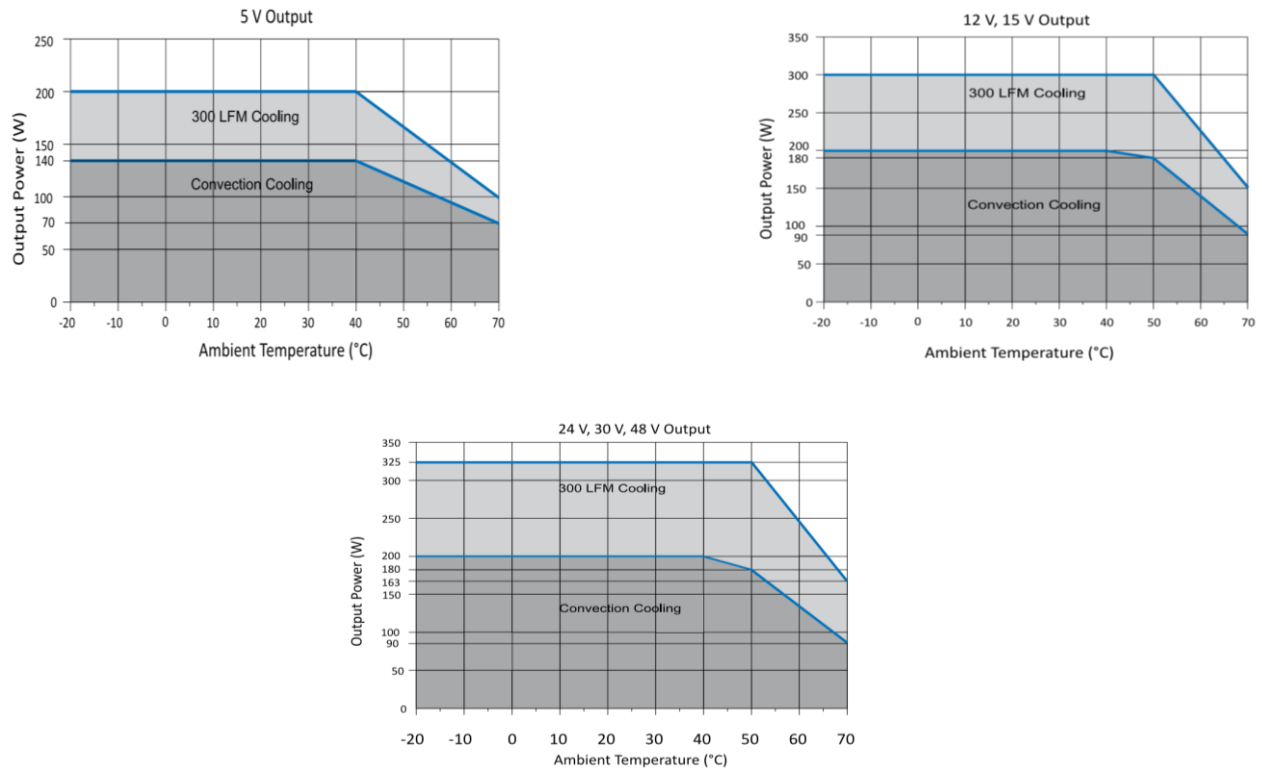 5 V Output
250
200
150
140
100
70
50
0
Output Power (W)
300 LFM Cooling
Convection Cooling
-20 -10 0 10 20 30 40 50 60 70
Ambient Temperature (°C)
12 V, 15 V Output
350
300
250
200
180
150
100
90
50
0
Output Power (W)
300 LFM Cooling
Convection Cooling
-20 -10 0 10 20 30 40 50 60 70
Ambient Temperature (°C)
24 V, 30 V, 48 V Output
350
325
300
250
200
180
163
150
100
90
50
0
Output Power (W)
300 LFM Cooling
Convection Cooling
-20 -10 0 10 20 30 40 50 60 70
Ambient Temperature (°C)